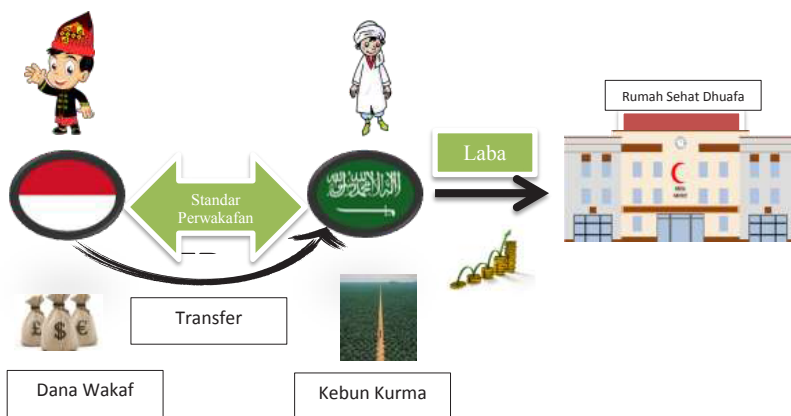 Rumah Sehat Dhuafa
Laba
Standar
Perwakafan
Transfer
£ $ €
Dana Wakaf
Kebun Kurma